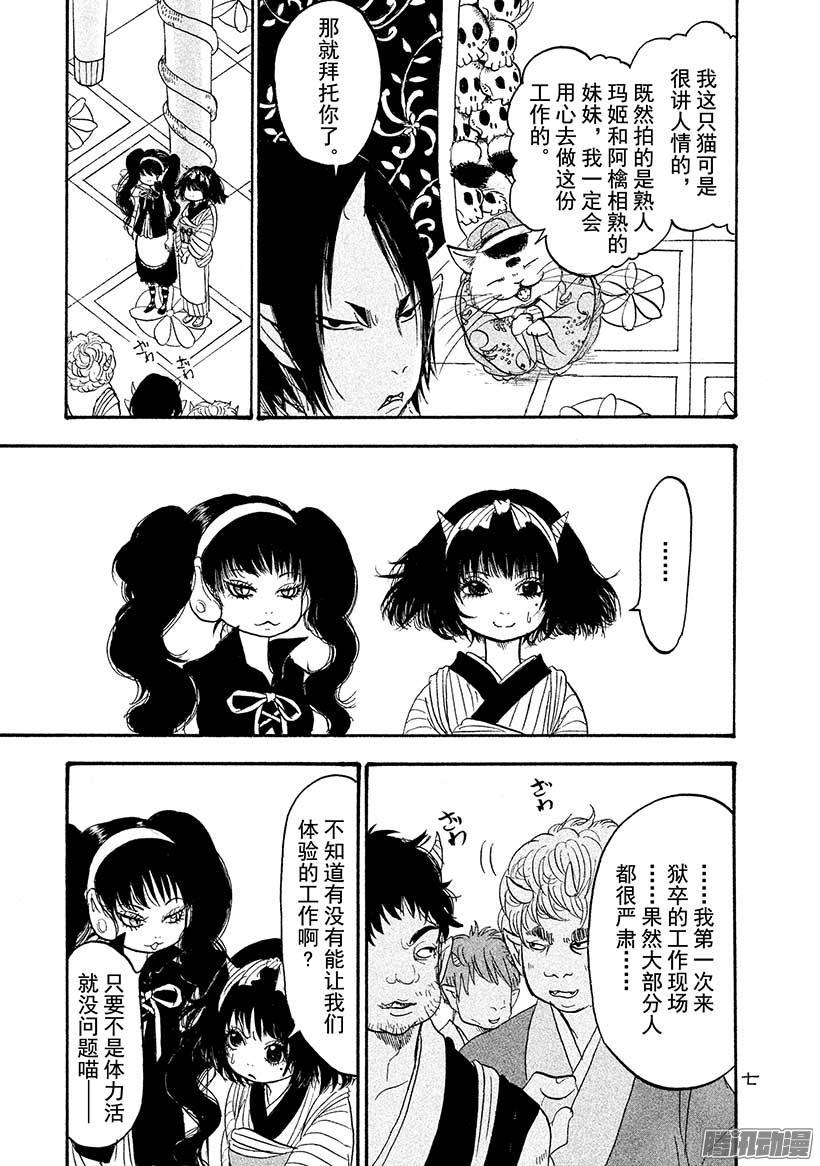 我这只猫可是
很讲人情的，
既然拍的是熟人
玛姬和阿檎相熟的
妹妹，我一定会
用心去做这份
工作的。
那就拜托你了。
ざわ
……
……我第一次来
狱卒的工作现场
……果然大部分人
都很严肃……
ざわ
ざわ
不知道有没有能让我们
体验的工作啊？
只要不是体力活
就没问题喵——
七
腾讯动漫